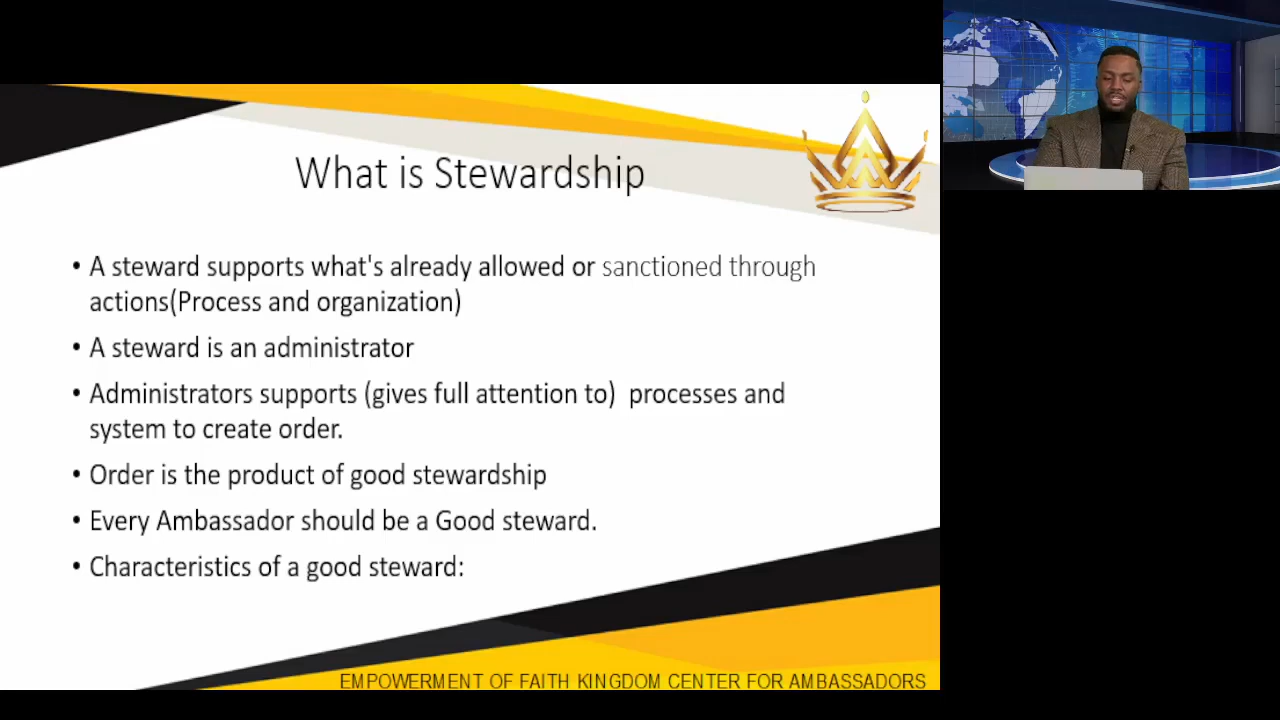 What is Stewardship
• A steward supports what's already allowed or sanctioned through
actions(Process and organization)
• A steward is an administrator
• Administrators supports (gives full attention to)  processes and
system to create order.
• Order is the product of good stewardship
• Every Ambassador should be a Good steward.
• Characteristics of a good steward:
EMPOWERMENT OF FAITH KINGDOM CENTER FOR AMBASSADORS